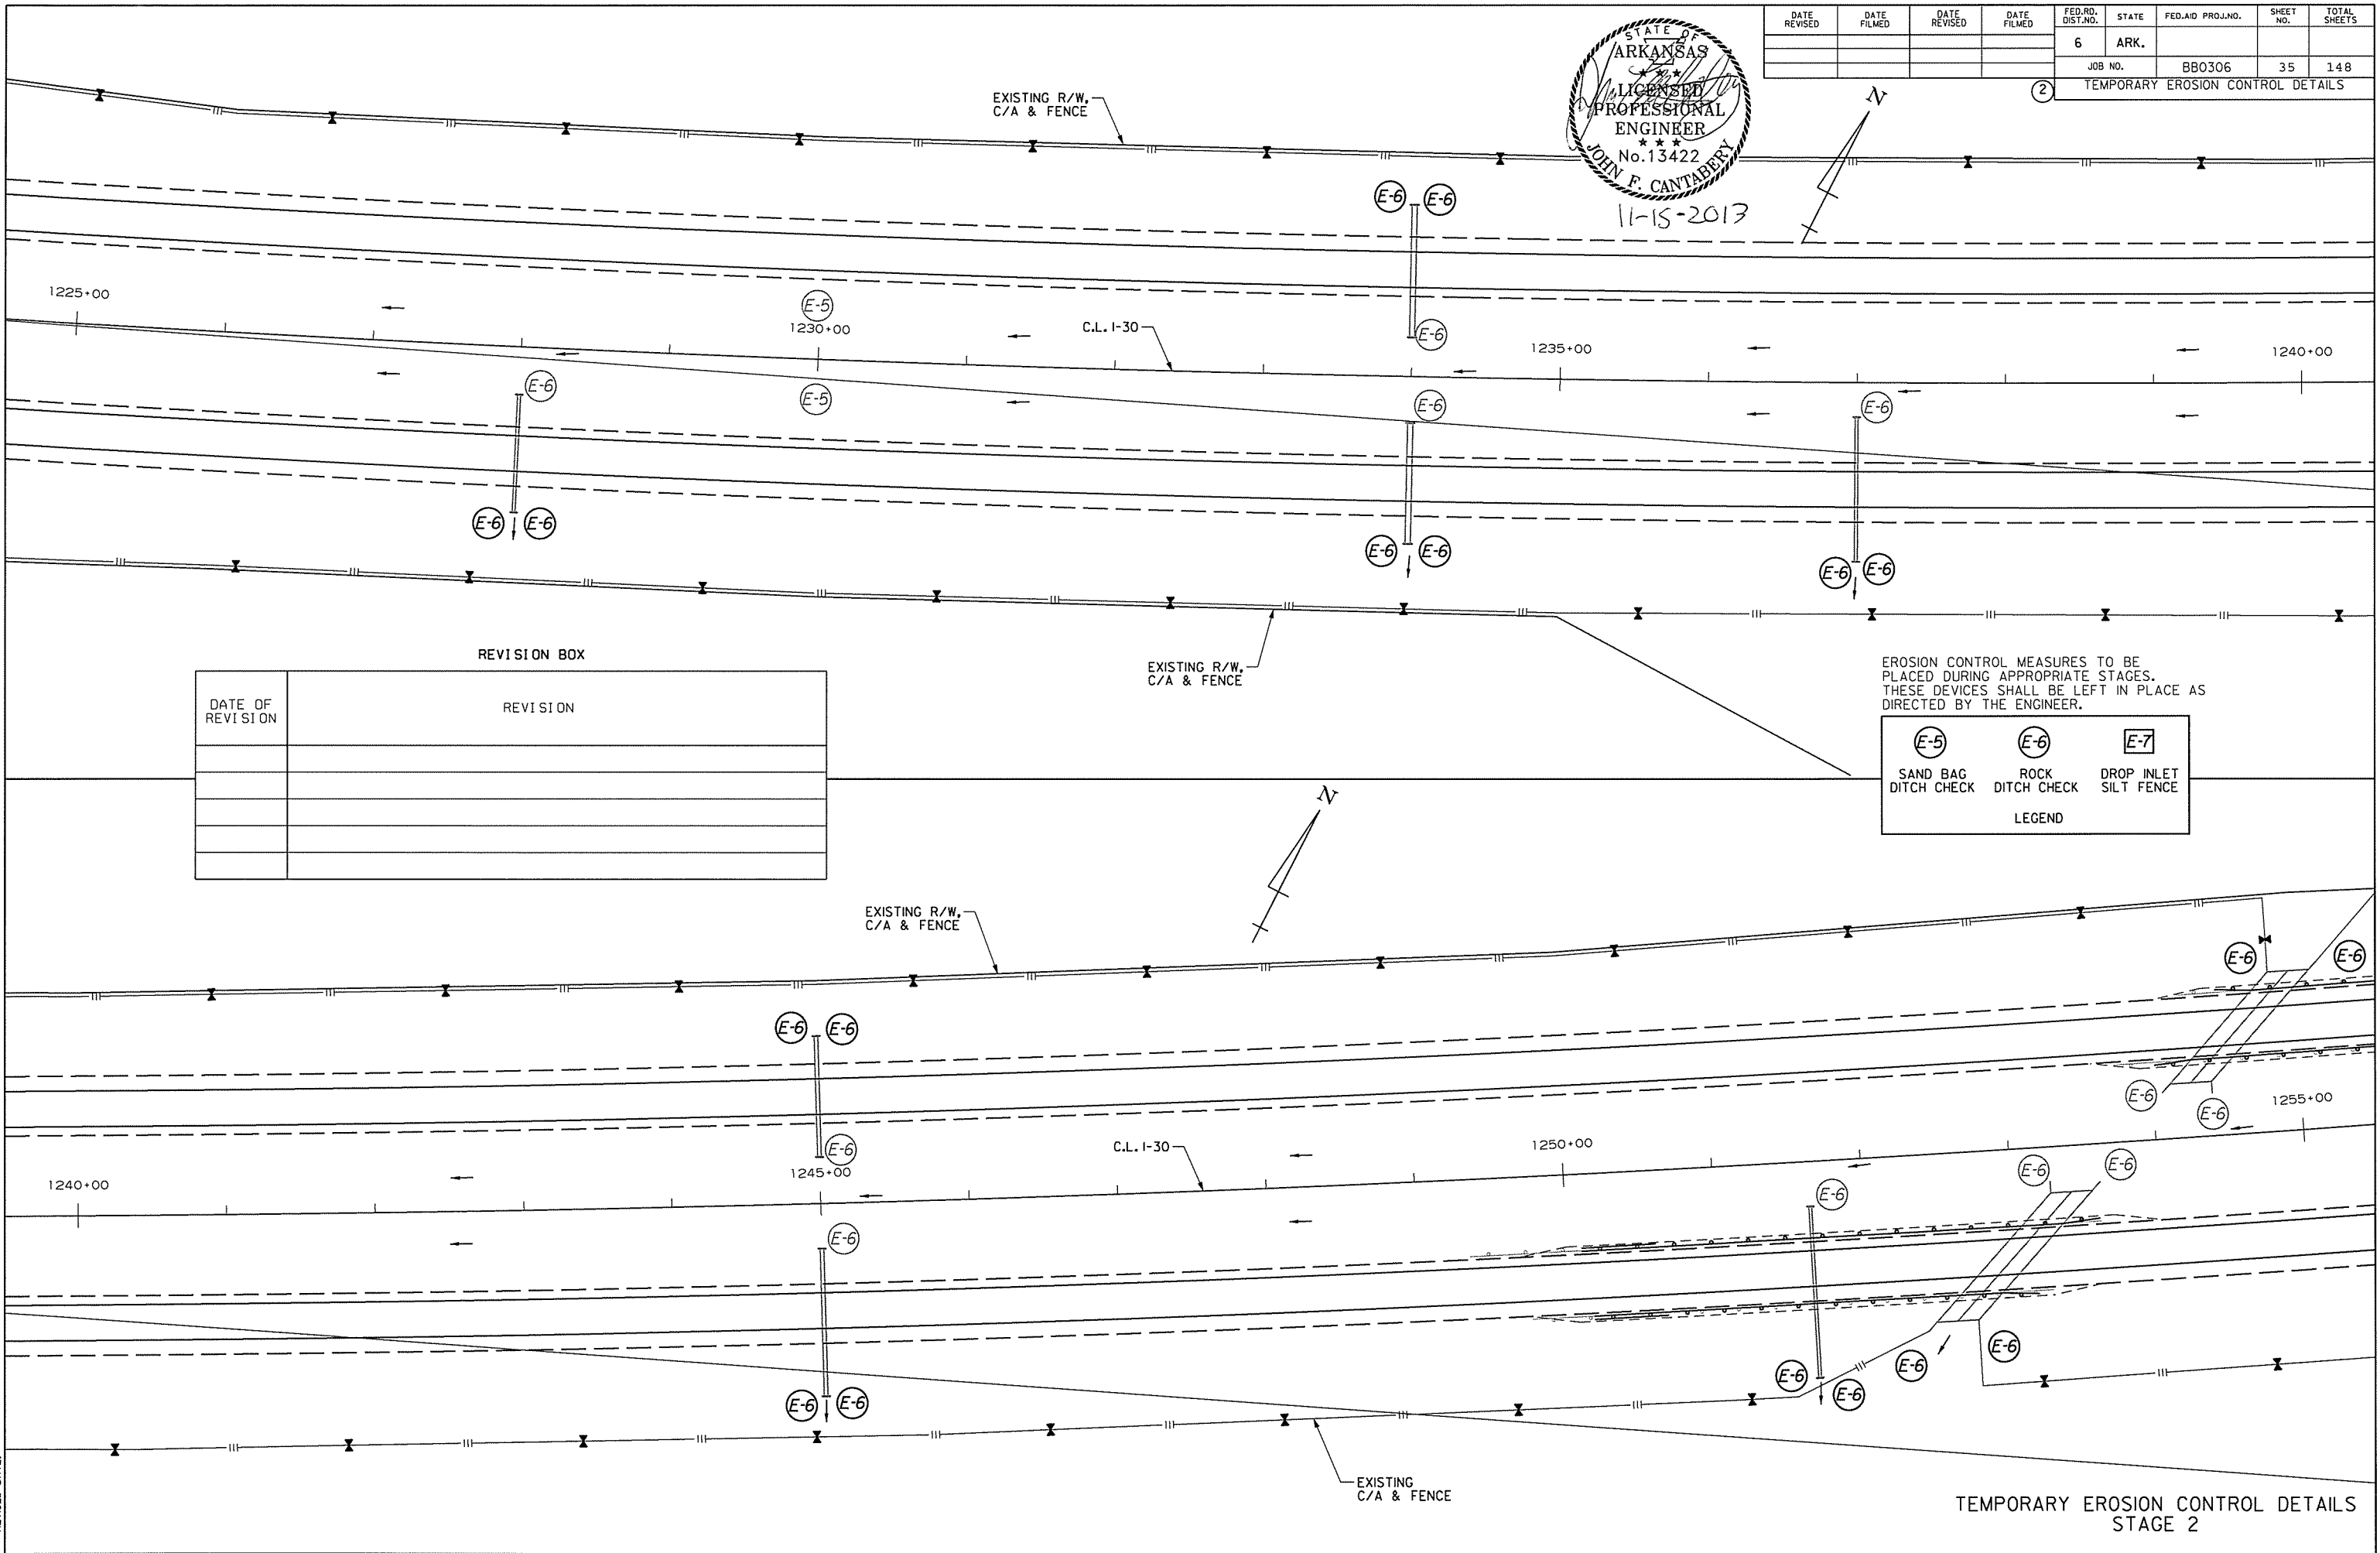 DATE REVISED DATE FILMED DATE REVISED DATE FILMED FED.RD. DIST.NO. STATE FED.AID PROJ.NO. SHEET NO. TOTAL SHEETS
6 ARK.
JOB NO. BB0306 35 148
2 TEMPORARY EROSION CONTROL DETAILS
STATE OF
ARKANSAS
LICENSED
PROFESSIONAL
ENGINEER
No.13422
JOHN F. CANTABERY
11-15-2013
N
EXISTING R/W,
C/A & FENCE
E-6 E-6
1225+00
E-5
1230+00
C.L. I-30
E-6
1235+00
1240+00
E-6
E-5
E-6
E-6
E-6 E-6
E-6 E-6
E-6 E-6
EXISTING R/W,
C/A & FENCE
REVISION BOX
DATE OF
REVISION
REVISION
EROSION CONTROL MEASURES TO BE
PLACED DURING APPROPRIATE STAGES.
THESE DEVICES SHALL BE LEFT IN PLACE AS
DIRECTED BY THE ENGINEER.
E-5 E-6 E-7
SAND BAG ROCK DROP INLET
DITCH CHECK DITCH CHECK SILT FENCE
LEGEND
N
EXISTING R/W,
C/A & FENCE
E-6 E-6
E-6 E-6
E-6
E-6
1255+00
1240+00
E-6
1245+00
C.L. I-30
1250+00
E-6 E-6
E-6
E-6
E-6 E-6
E-6 E-6
E-6 E-6
EXISTING
C/A & FENCE
TEMPORARY EROSION CONTROL DETAILS
STAGE 2